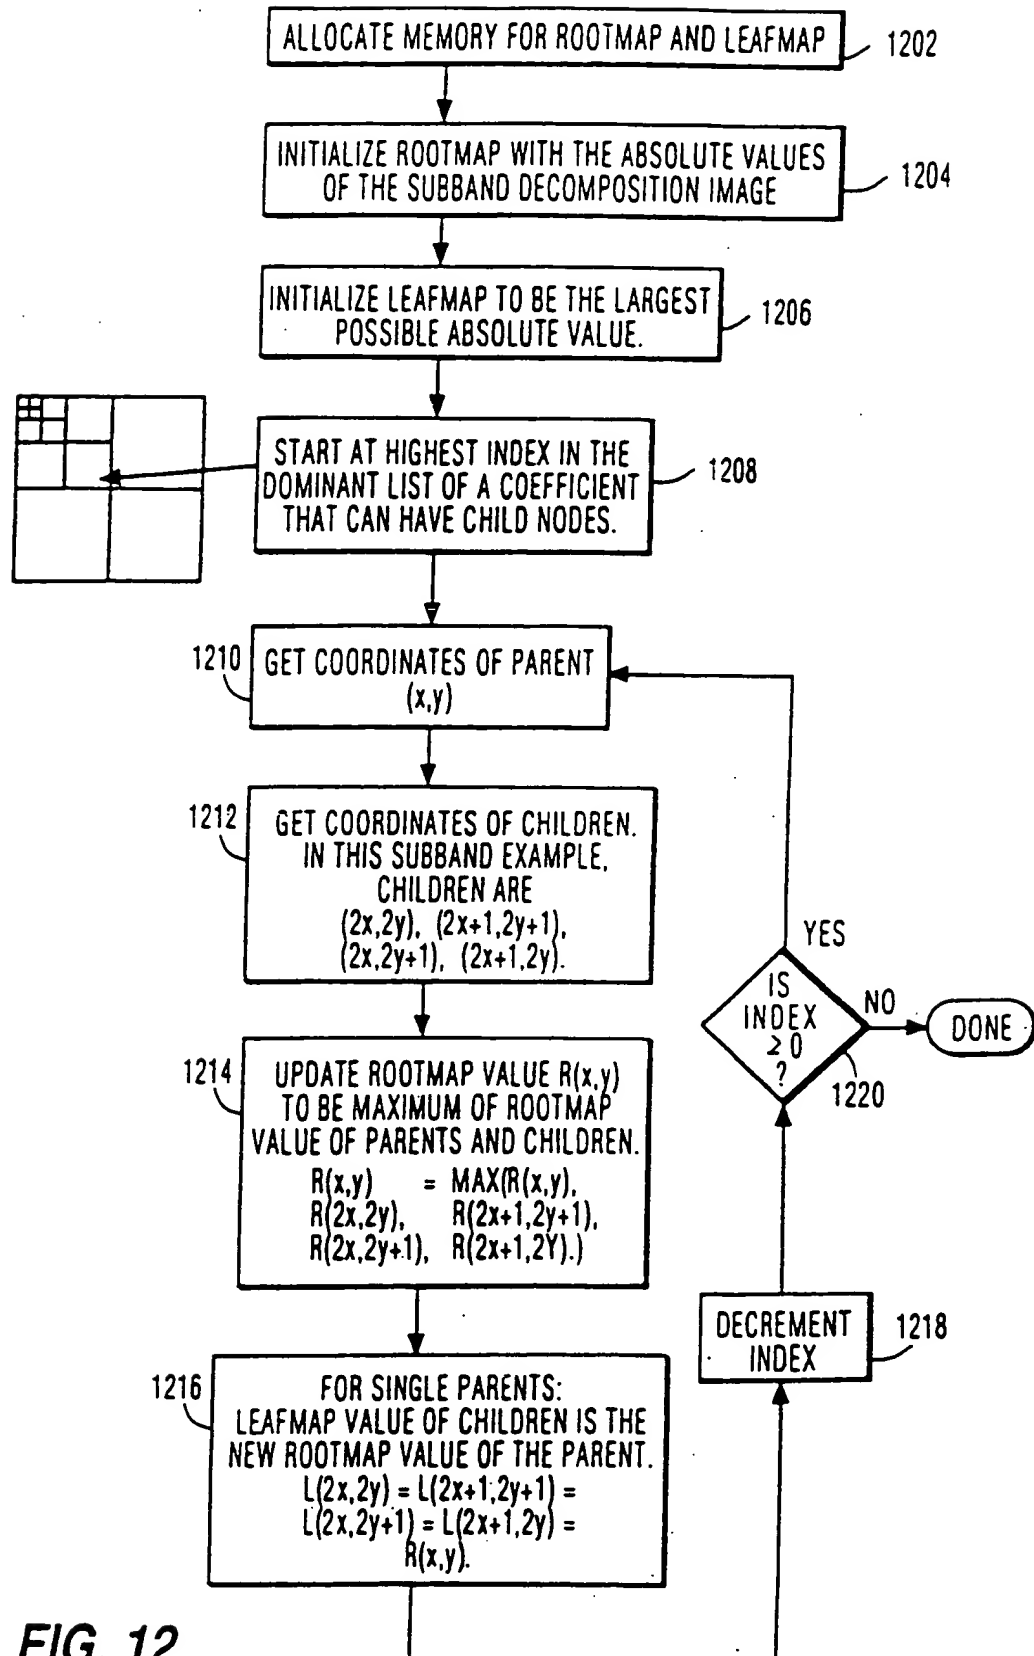 ALLOCATE MEMORY FOR ROOTMAP AND LEAFMAP
1202
INITIALIZE ROOTMAP WITH THE ABSOLUTE VALUES
OF THE SUBBAND DECOMPOSITION IMAGE
1204
INITIALIZE LEAFMAP TO BE THE LARGEST
POSSIBLE ABSOLUTE VALUE.
1206
START AT HIGHEST INDEX IN THE
DOMINANT LIST OF A COEFFICIENT
THAT CAN HAVE CHILD NODES.
1208
1210
GET COORDINATES OF PARENT
(x,y)
1212
GET COORDINATES OF CHILDREN.
IN THIS SUBBAND EXAMPLE,
CHILDREN ARE
(2x,2y), (2x+1,2y+1),
(2x,2y+1), (2x+1,2y).
1214
UPDATE ROOTMAP VALUE R(x,y)
TO BE MAXIMUM OF ROOTMAP
VALUE OF PARENTS AND CHILDREN.
R(x,y) = MAX(R(x,y),
R(2x,2y), R(2x+1,2y+1),
R(2x,2y+1), R(2x+1,2Y).)
1216
FOR SINGLE PARENTS:
LEAFMAP VALUE OF CHILDREN IS THE
NEW ROOTMAP VALUE OF THE PARENT.
L(2x,2y) = L(2x+1,2y+1) =
L(2x,2y+1) = L(2x+1,2y) =
R(x,y).
DECREMENT
INDEX
1218
IS
INDEX
≥0
?
1220
YES
NO
DONE
FIG. 12